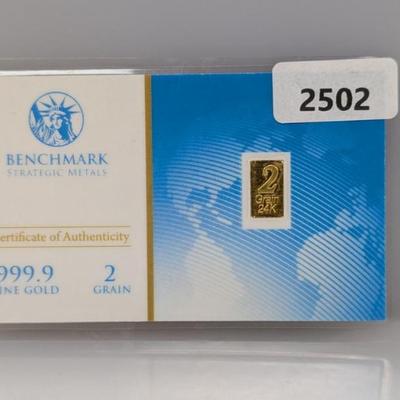 2502
BENCHMARK
STRATEGIC METALS
ertificate of Authenticity
999.9
INE GOLD
2
GRAIN
2
Grain
24K